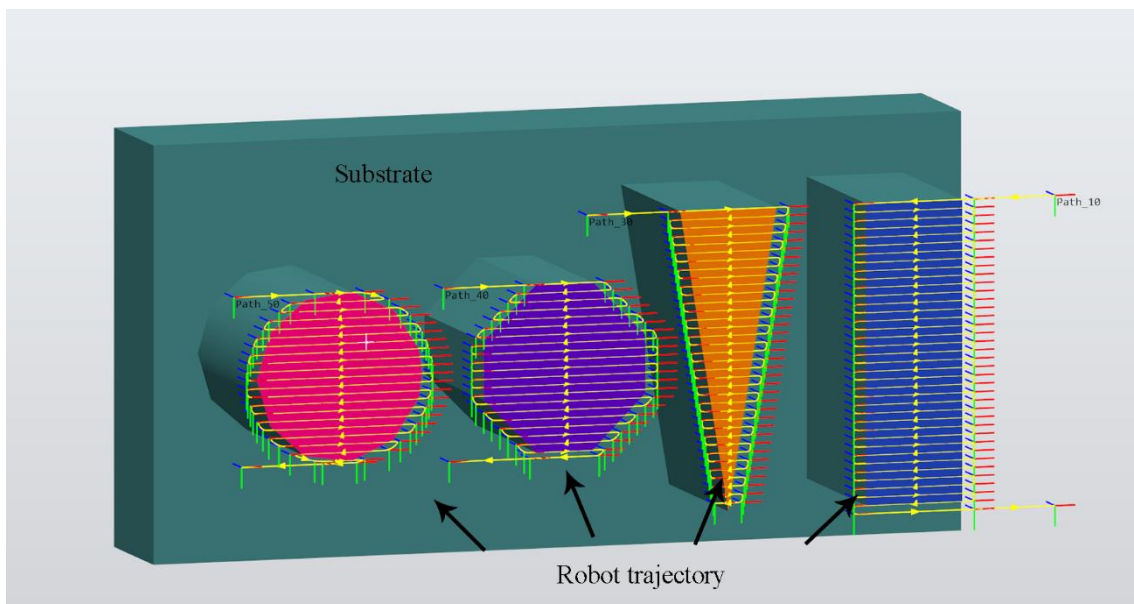 Substrate
Path_10
Path_30
Path_50
Path_40
Robot trajectory